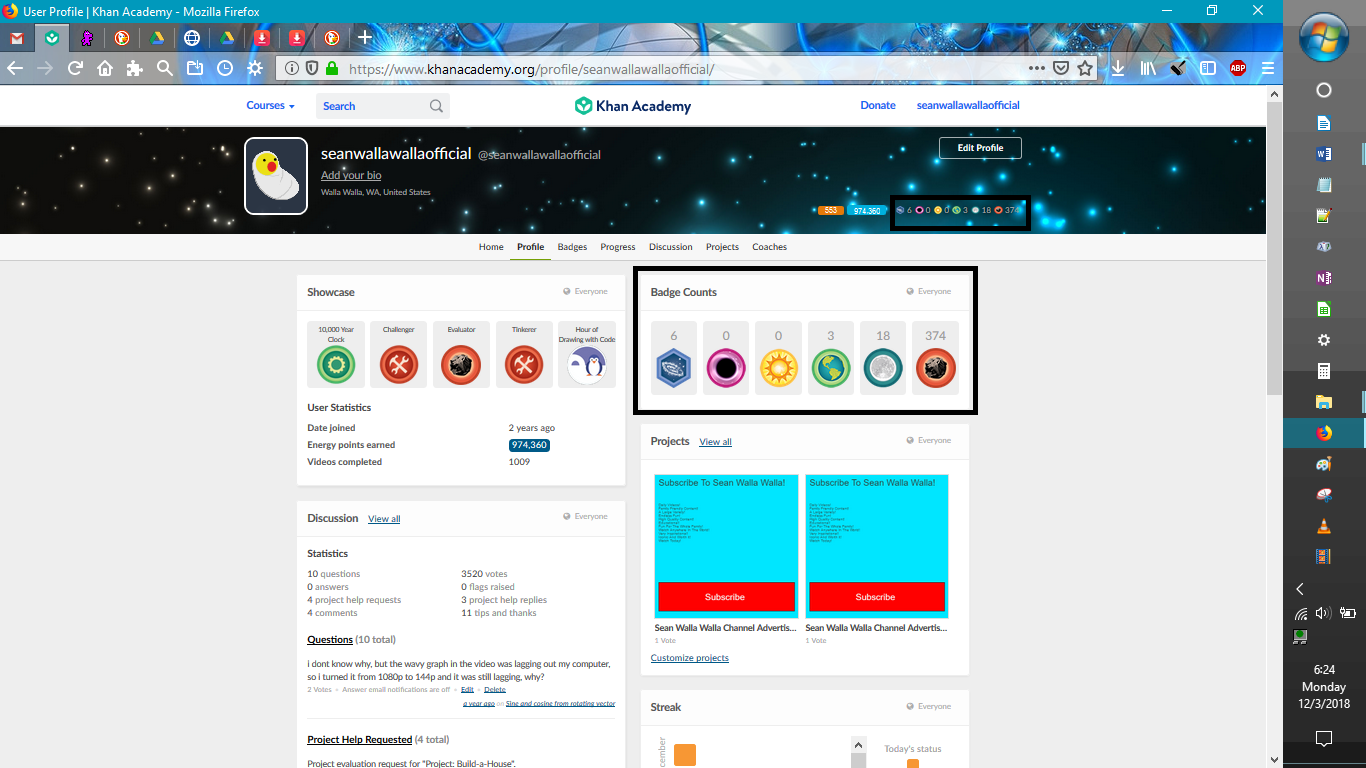 User Profile | Khan Academy - Mozilla Firefox
https://www.khanacademy.org/profile/seanwallawallaofficial/
ABP
Courses
Search
Khan Academy
Donate
seanwallawallaofficial
seanwallawallaofficial @seanwallawallaofficial
Add your bio
Walla Walla, WA, United States
Edit Profile
553 974,360 6 0 0 3 18 374
Home Profile Badges Progress Discussion Projects Coaches
Showcase
Everyone
10,000 Year Clock
Challenger
Evaluator
Tinkerer
Hour of Drawing with Code
User Statistics
Date joined 2 years ago
Energy points earned 974,360
Videos completed 1009
Badge Counts
Everyone
6 0 0 3 18 374
Projects View all
Everyone
Subscribe To Sean Walla Walla!
Subscribe
Sean Walla Walla Channel Advertis...
1 Vote
Subscribe To Sean Walla Walla!
Subscribe
Sean Walla Walla Channel Advertis...
1 Vote
Customize projects
Discussion View all
Everyone
Statistics
10 questions 3520 votes
0 answers 0 flags raised
4 project help requests 3 project help replies
4 comments 11 tips and thanks
Questions (10 total)
i dont know why, but the wavy graph in the video was lagging out my computer,
so i turned it from 1080p to 144p and it was still lagging, why?
2 Votes • Answer email notifications are off • Edit • Delete
a year ago on Sine and cosine from rotating vector
Project Help Requested (4 total)
Project evaluation request for "Project: Build-a-House".
Streak
Everyone
Today's status
6:24
Monday
12/3/2018